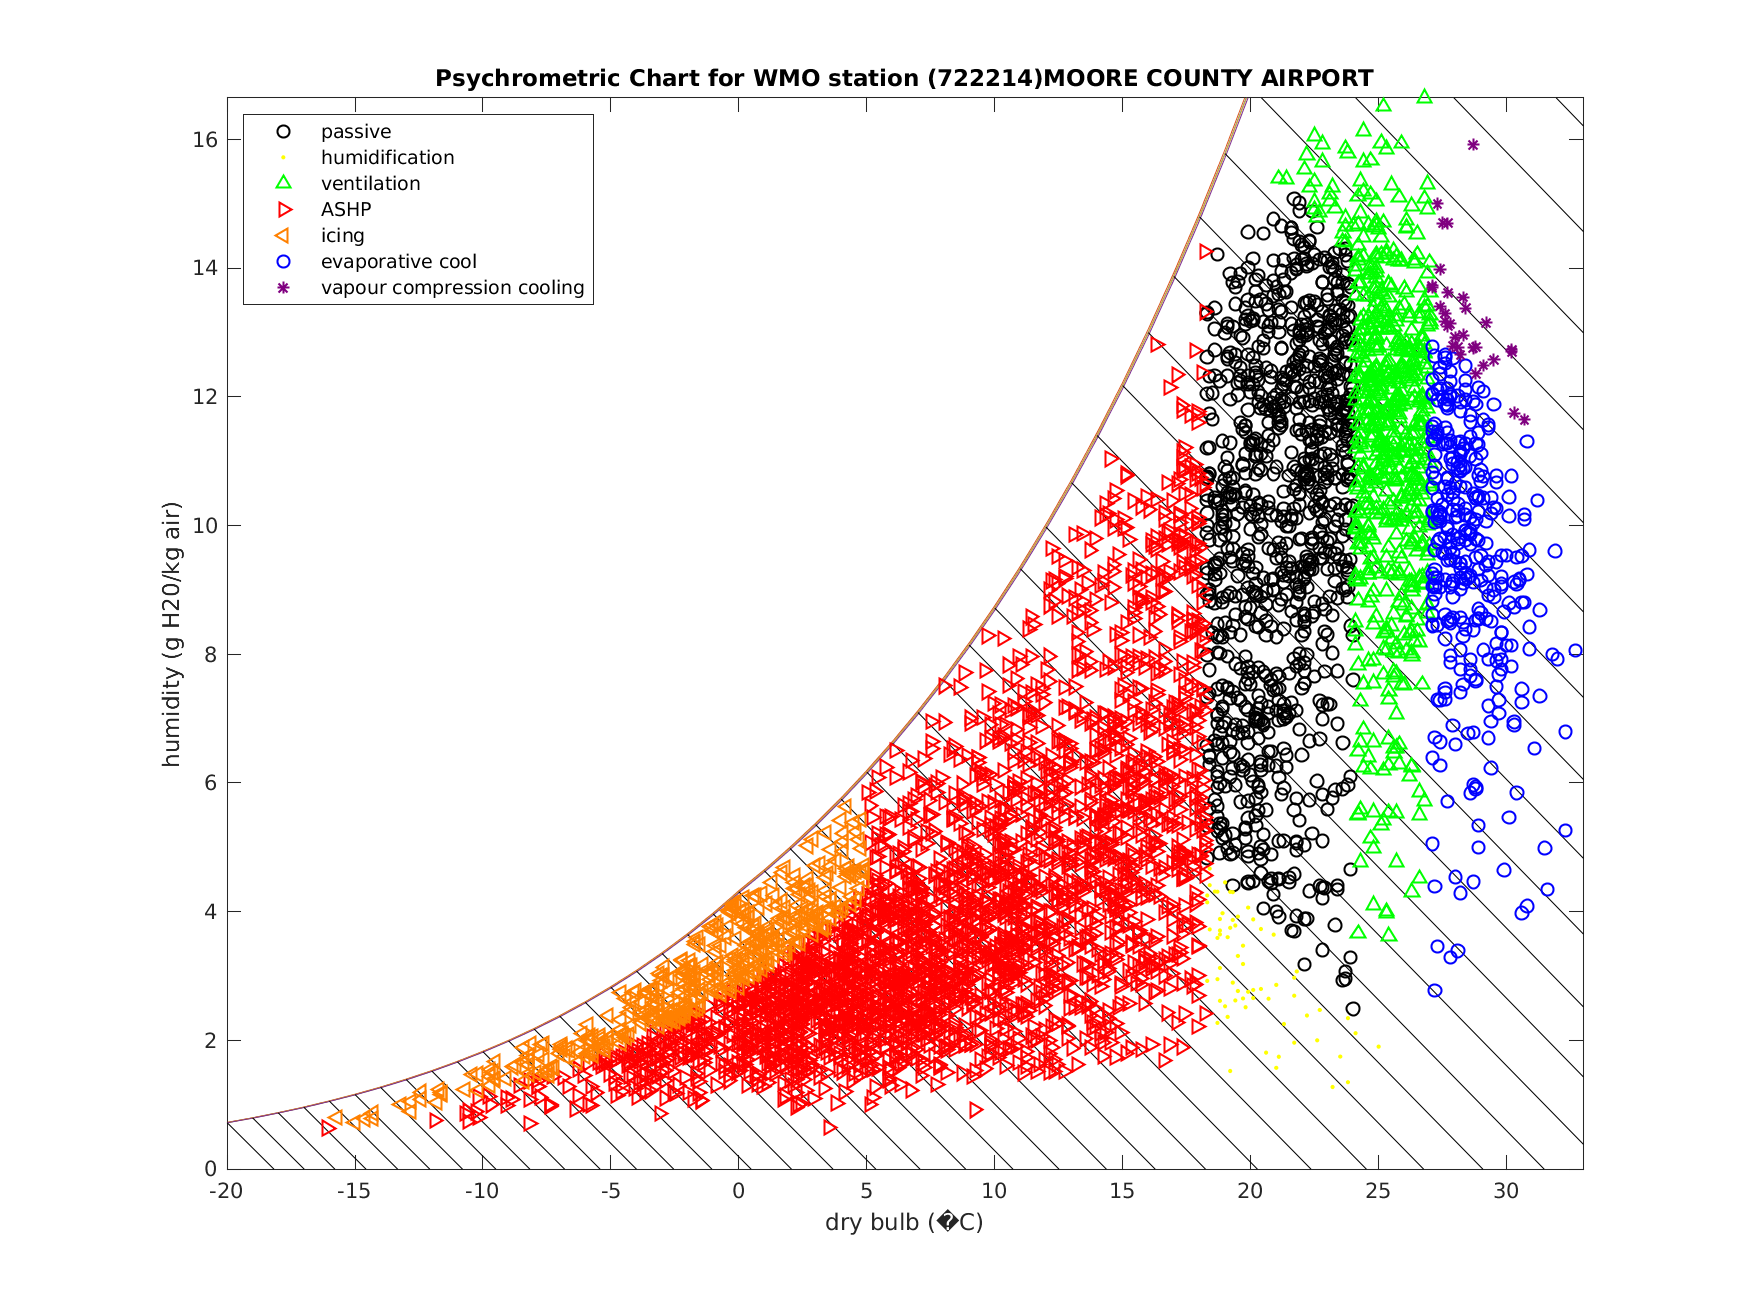 Psychrometric Chart for WMO station (722214)MOORE COUNTY AIRPORT
passive
humidification
ventilation
ASHP
icing
evaporative cool
vapour compression cooling
humidity (g H20/kg air)
16
14
12
10
8
6
4
2
0
-20 -15 -10 -5 0 5 10 15 20 25 30
dry bulb (�C)